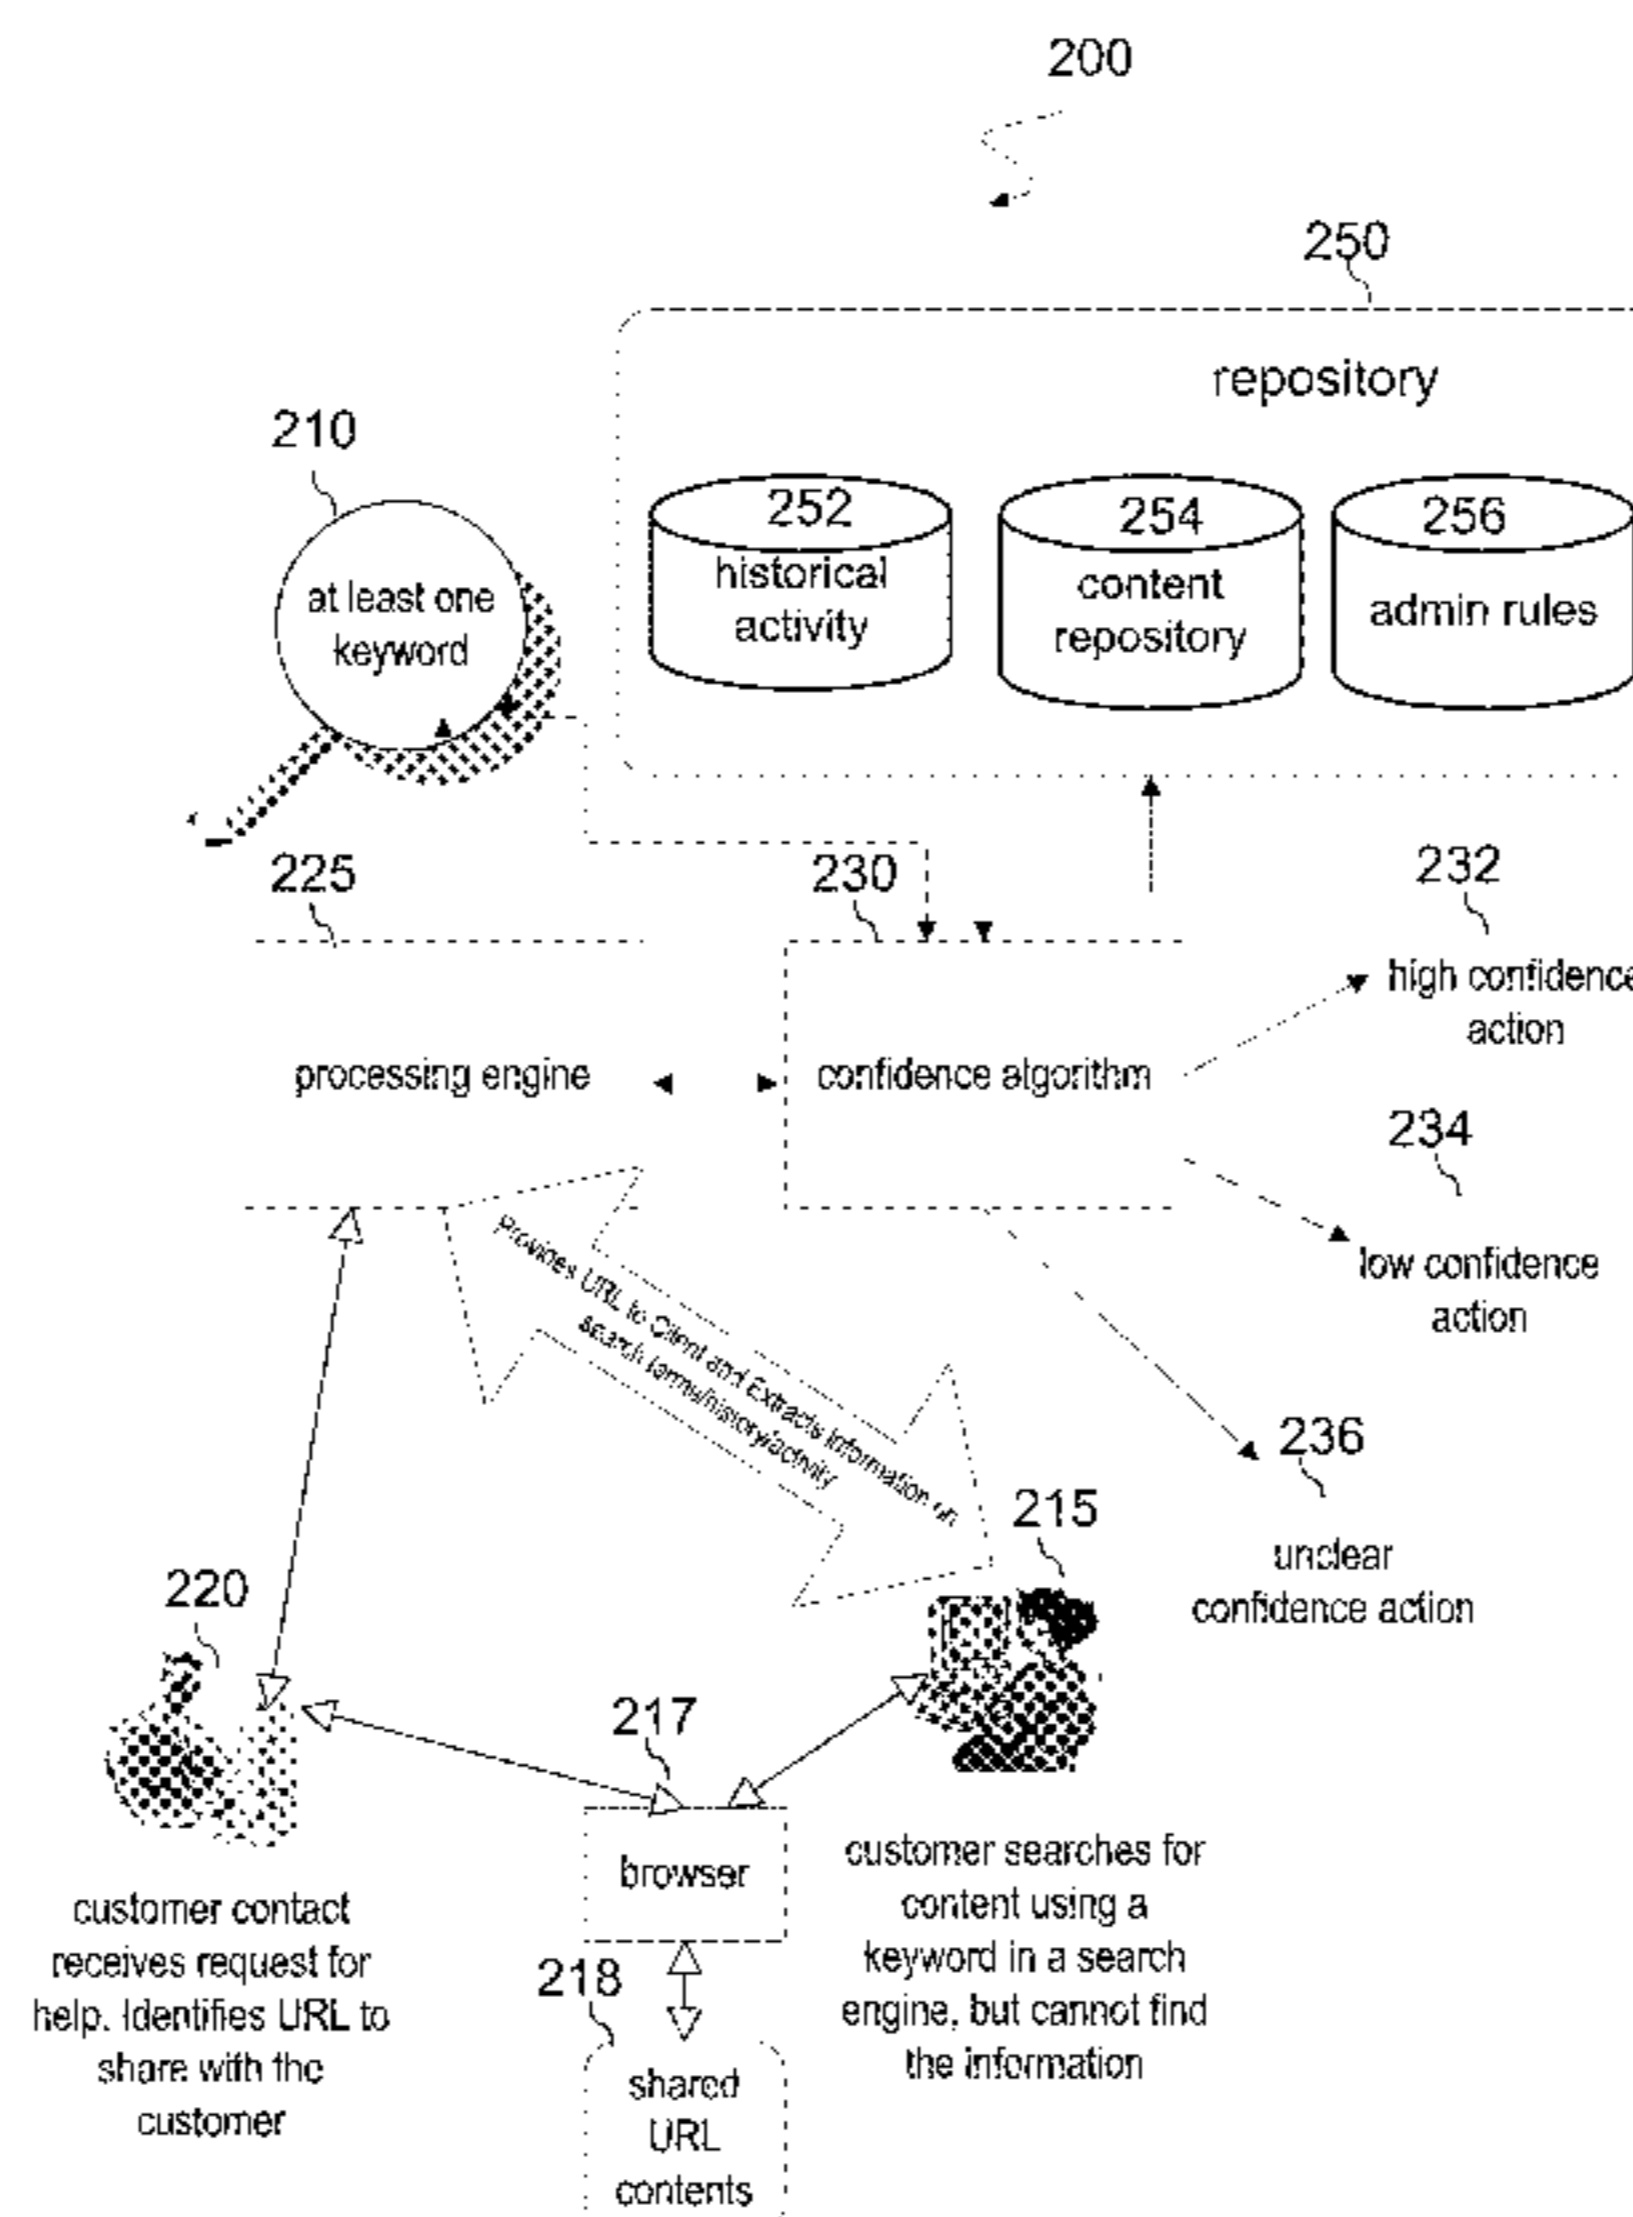 200
250
repository
210
252
historical
activity
254
content
repository
256
admin rules
at least one
keyword
225
230
232
high confidence
action
processing engine
confidence algorithm
234
low confidence
action
Provides URL to Client and Extracts Information on
search terms/history/activity
236
unclear
confidence action
215
220
217
browser
customer searches for
content using a
keyword in a search
engine, but cannot find
the information
customer contact
receives request for
help. Identifies URL to
share with the
customer
218
shared
URL
contents